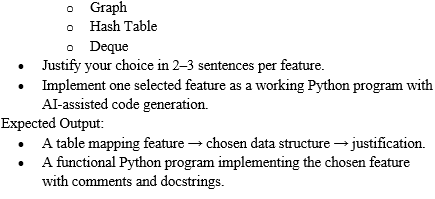 o Graph
o Hash Table
o Deque
• Justify your choice in 2–3 sentences per feature.
• Implement one selected feature as a working Python program with
AI-assisted code generation.
Expected Output:
• A table mapping feature → chosen data structure → justification.
• A functional Python program implementing the chosen feature
with comments and docstrings.